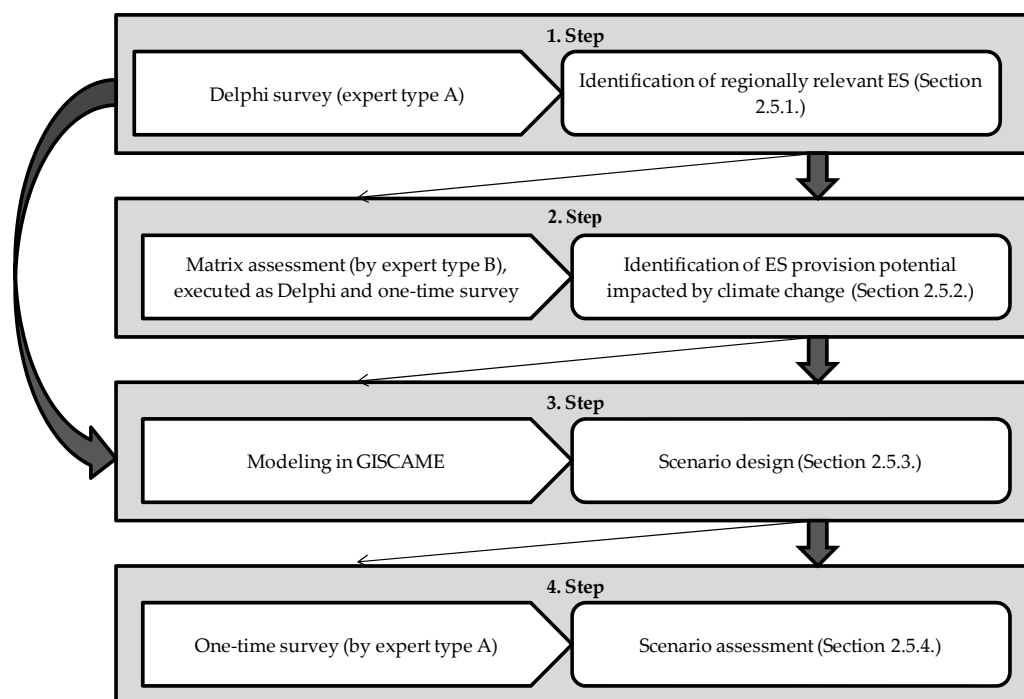 1. Step
Delphi survey (expert type A)
Identification of regionally relevant ES (Section
2.5.1.)
2. Step
Matrix assessment (by expert type B),
executed as Delphi and one-time survey
Identification of ES provision potential
impacted by climate change (Section 2.5.2.)
3. Step
Modeling in GISCAME
Scenario design (Section 2.5.3.)
4. Step
One-time survey (by expert type A)
Scenario assessment (Section 2.5.4.)